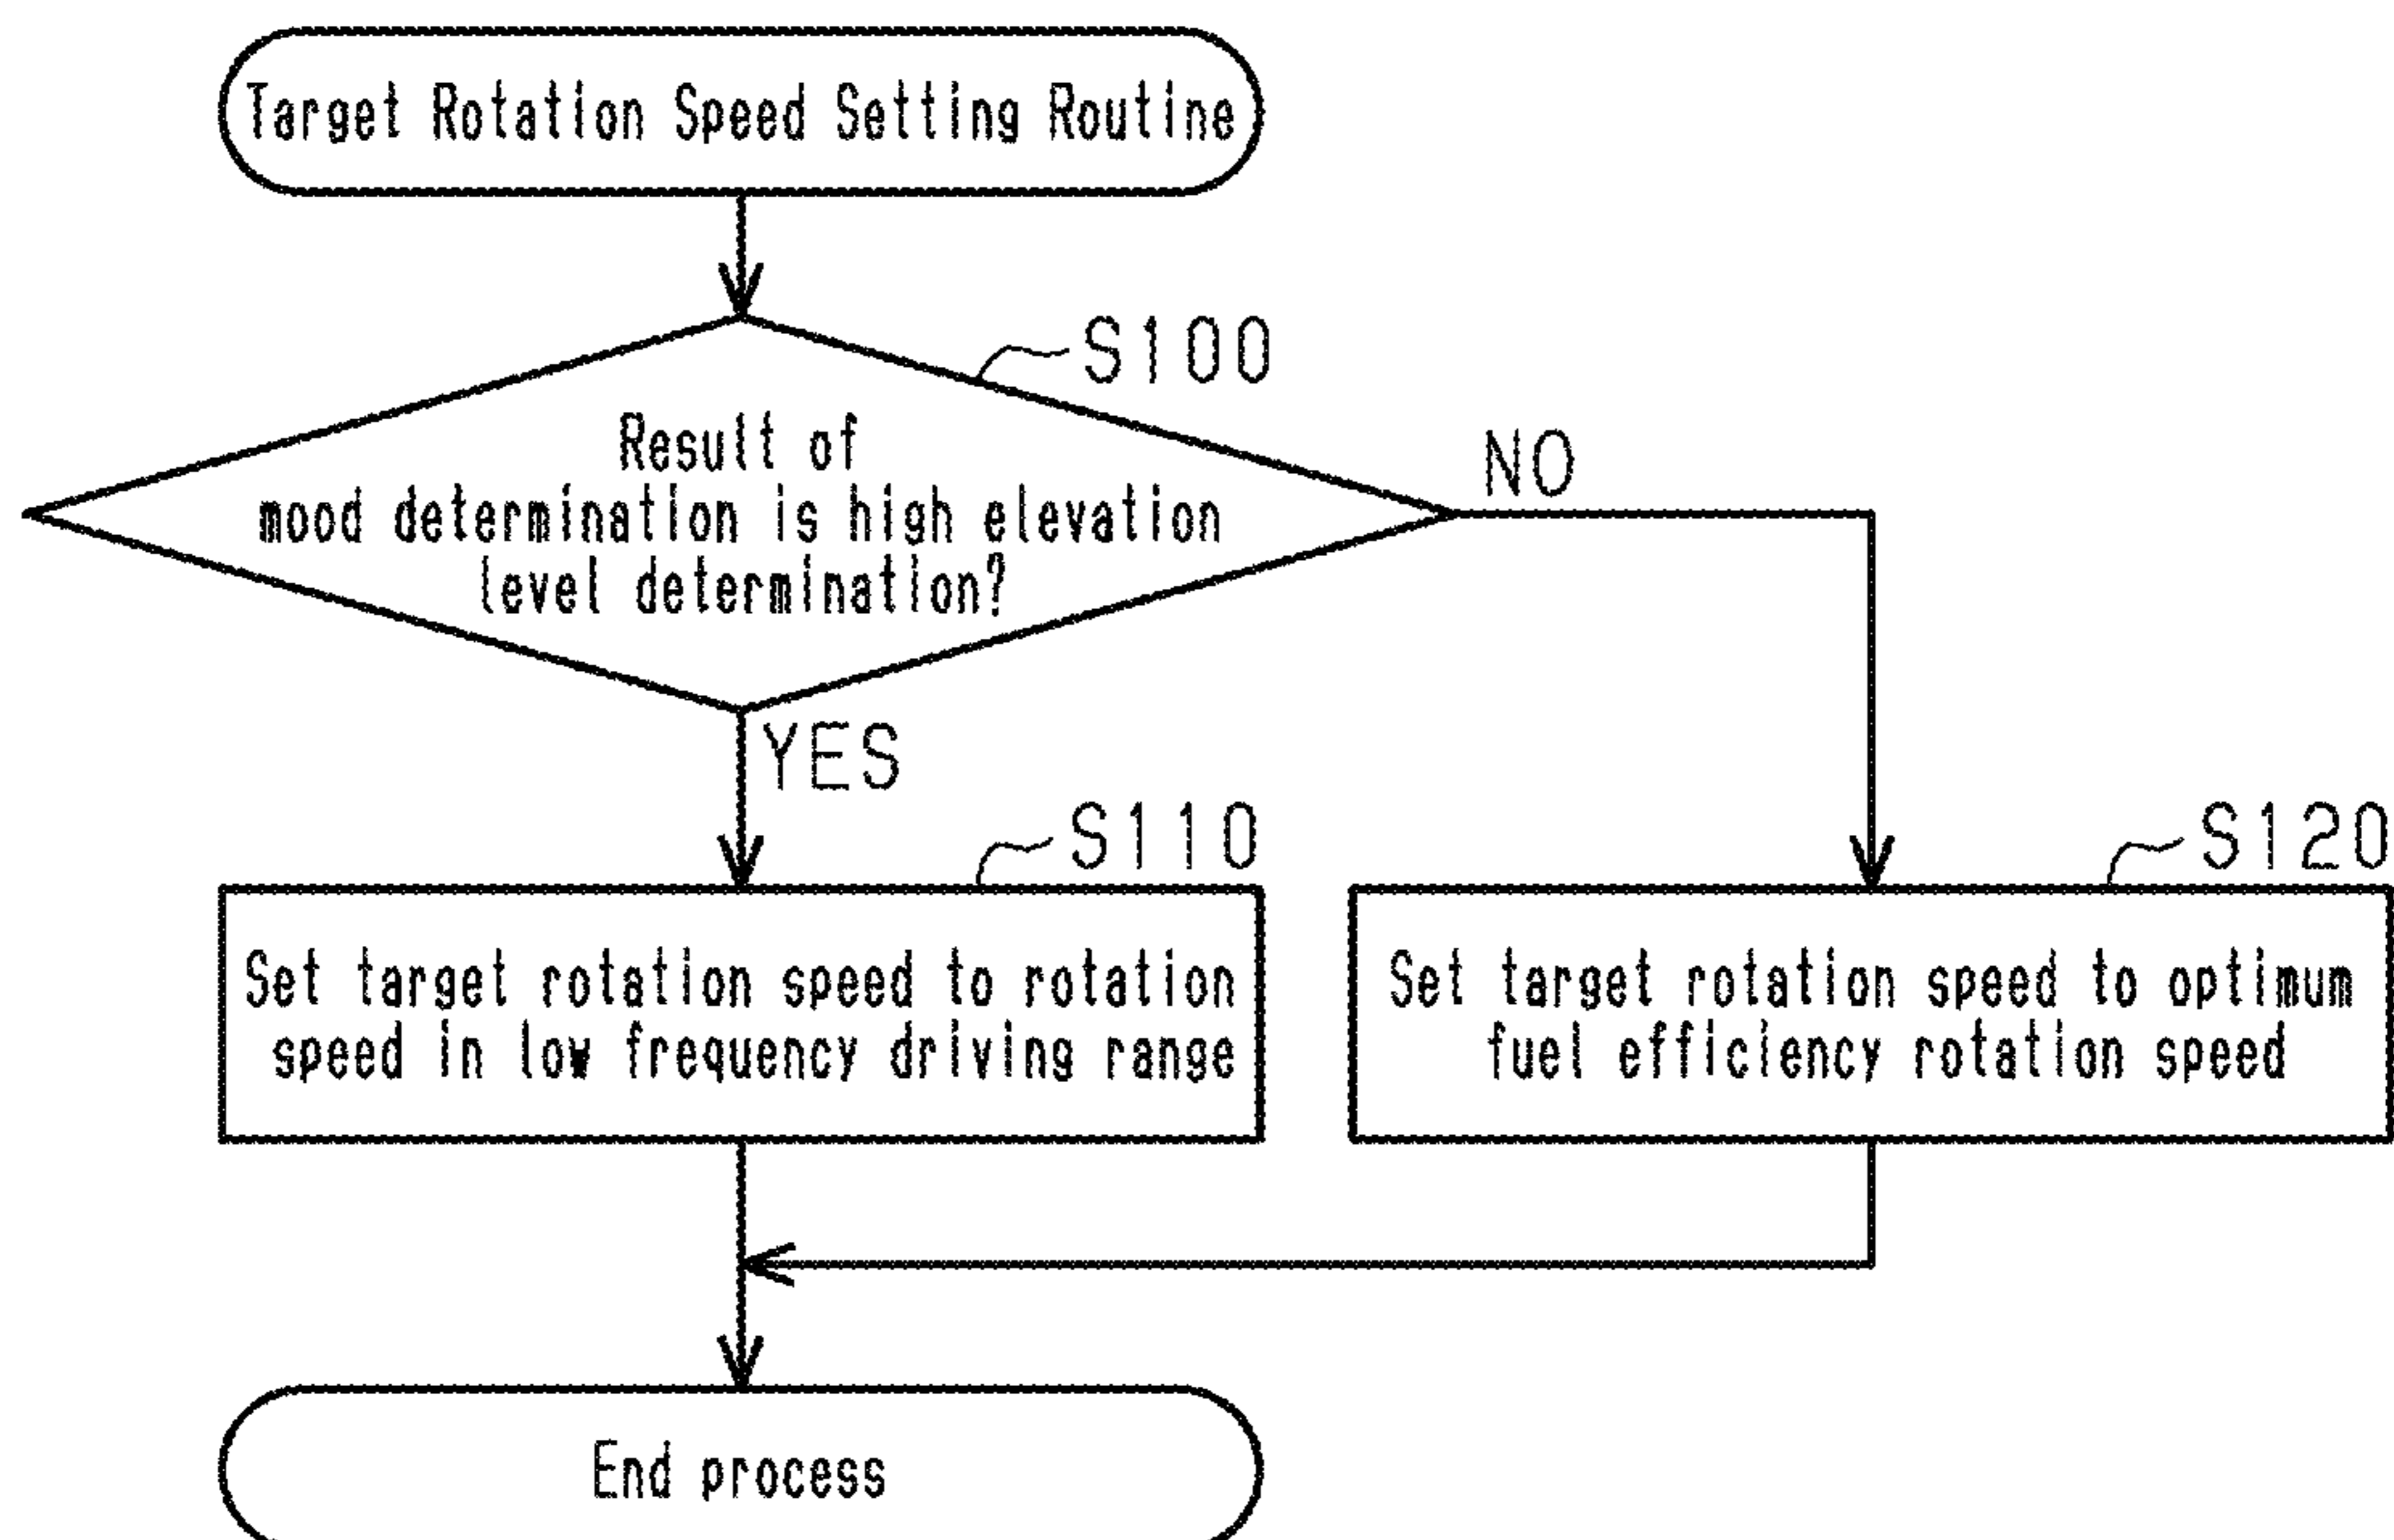 Target Rotation Speed Setting Routine
S100
Result of
mood determination is high elevation
level determination?
NO
YES
S110
S120
Set target rotation speed to rotation
speed in low frequency driving range
Set target rotation speed to optimum
fuel efficiency rotation speed
End process